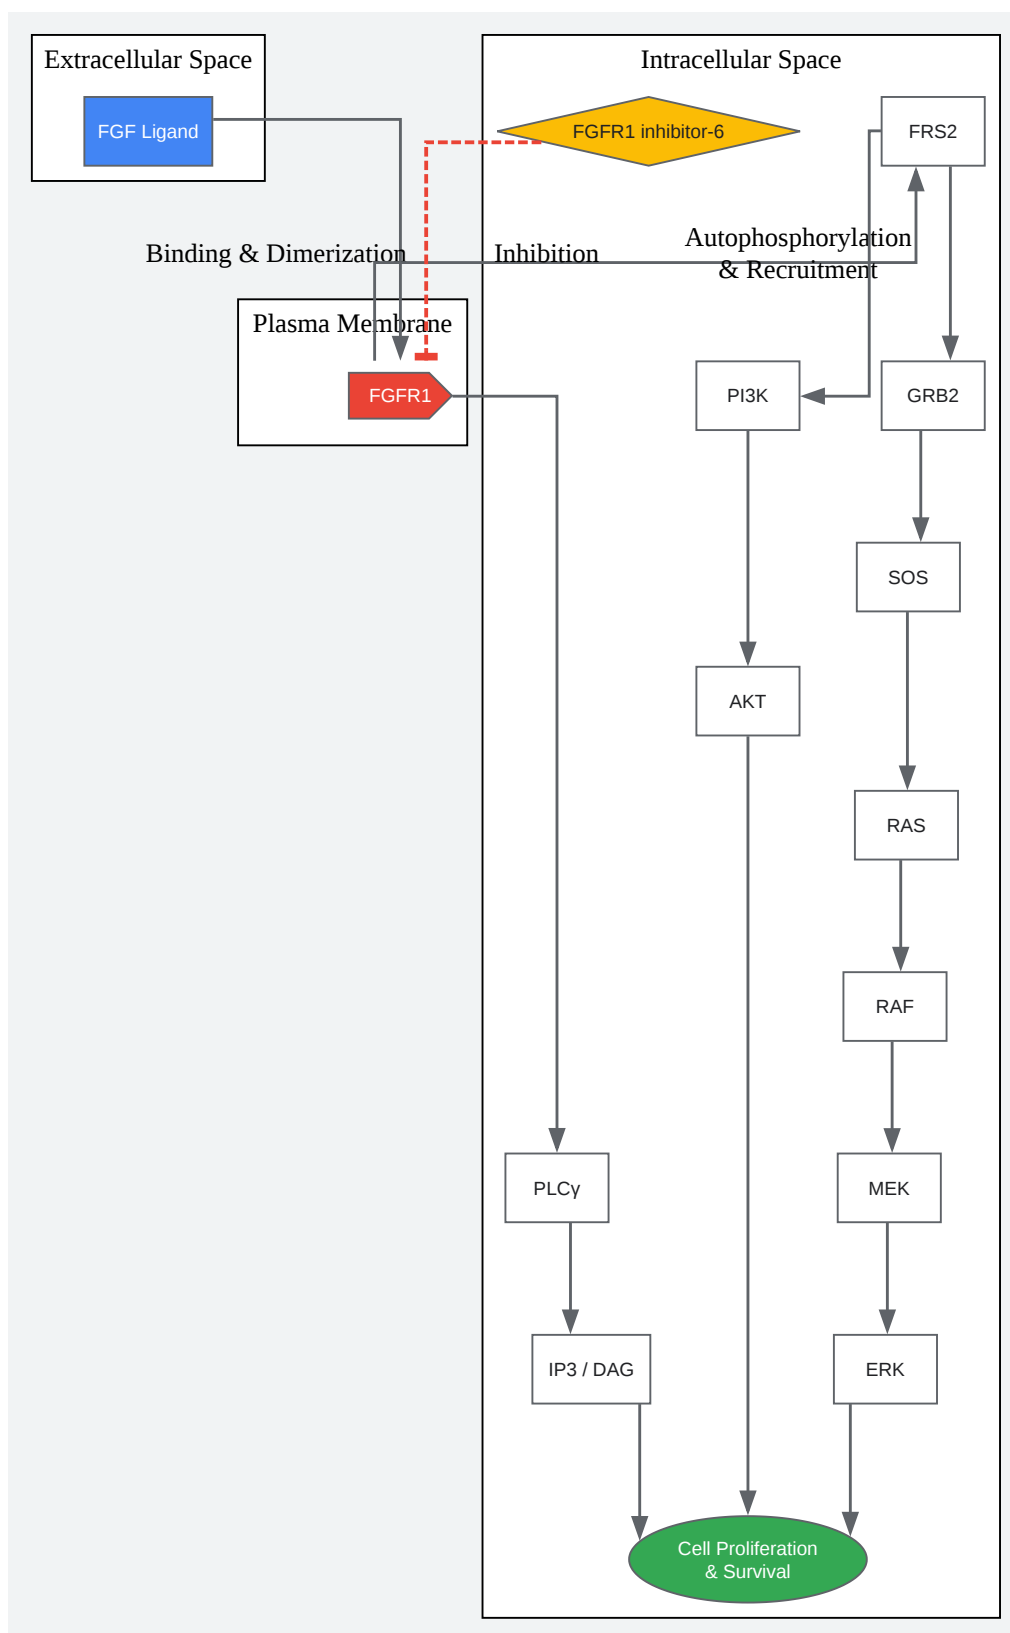 Extracellular Space
Intracellular Space
FGF Ligand
FGFR1 inhibitor-6
FRS2
Binding & Dimerization
Inhibition
Autophosphorylation
& Recruitment
Plasma Membrane
FGFR1
PI3K
GRB2
SOS
AKT
RAS
RAF
PLCγ
MEK
IP3 / DAG
ERK
Cell Proliferation
& Survival